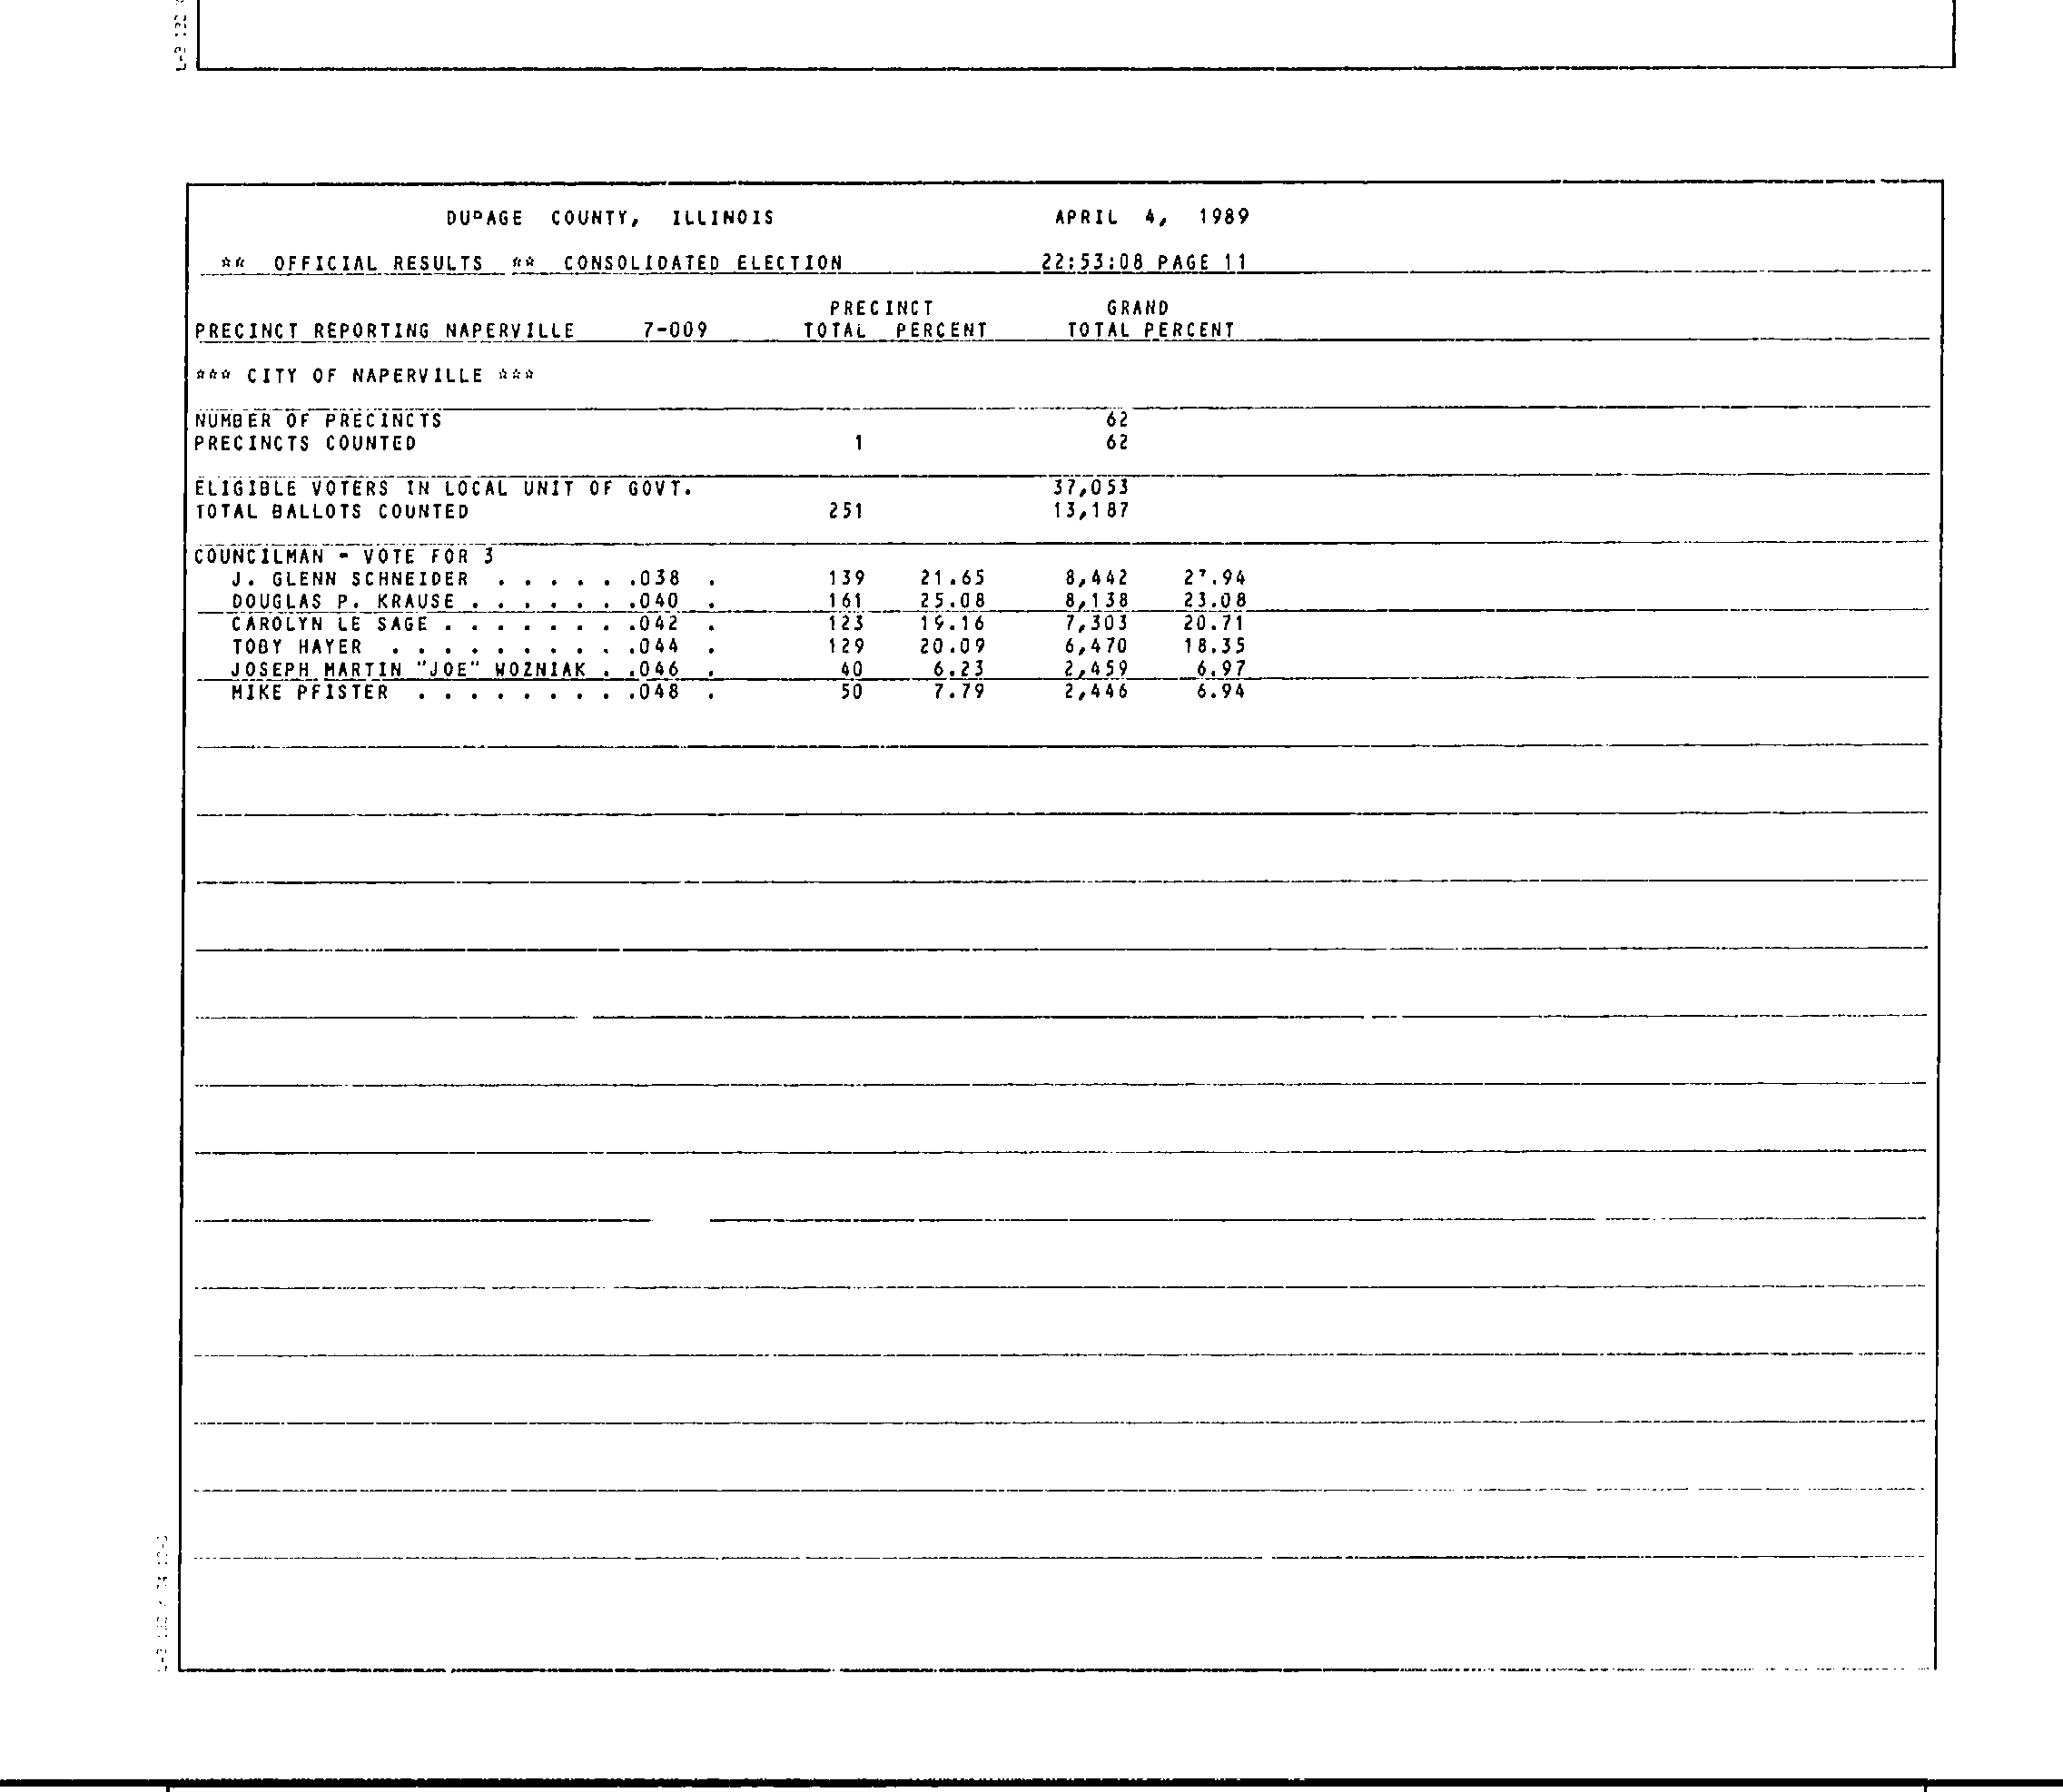 DUPAGE COUNTY, ILLINOIS APRIL 4, 1989
** OFFICIAL RESULTS ** CONSOLIDATED ELECTION 22:53:08 PAGE 11
PRECINCT GRAND
PRECINCT REPORTING NAPERVILLE 7-009 TOTAL PERCENT TOTAL PERCENT
*** CITY OF NAPERVILLE ***
NUMBER OF PRECINCTS 62
PRECINCTS COUNTED 1 62
ELIGIBLE VOTERS IN LOCAL UNIT OF GOVT. 37,053
TOTAL BALLOTS COUNTED 251 13,187
COUNCILMAN - VOTE FOR 3
J. GLENN SCHNEIDER . . . . . .038 . 139 21.65 8,442 23.94
DOUGLAS P. KRAUSE . . . . . . .040 . 161 25.08 8,138 23.08
CAROLYN LE SAGE . . . . . . . .042 . 123 19.16 7,303 20.71
TOBY HAYER . . . . . . . . . .044 . 129 20.09 6,470 18.35
JOSEPH MARTIN "JOE" WOZNIAK . .046 . 40 6.23 2,459 6.97
MIKE PFISTER . . . . . . . . .048 . 50 7.79 2,446 6.94